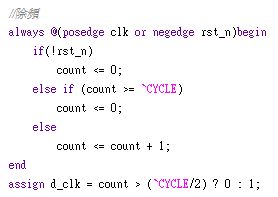 //除頻
always @(posedge clk or negedge rst_n)begin
if(!rst_n)
count <= 0;
else if (count >= `CYCLE)
count <= 0;
else
count <= count + 1;
end
assign d_clk = count > (`CYCLE/2) ? 0 : 1;